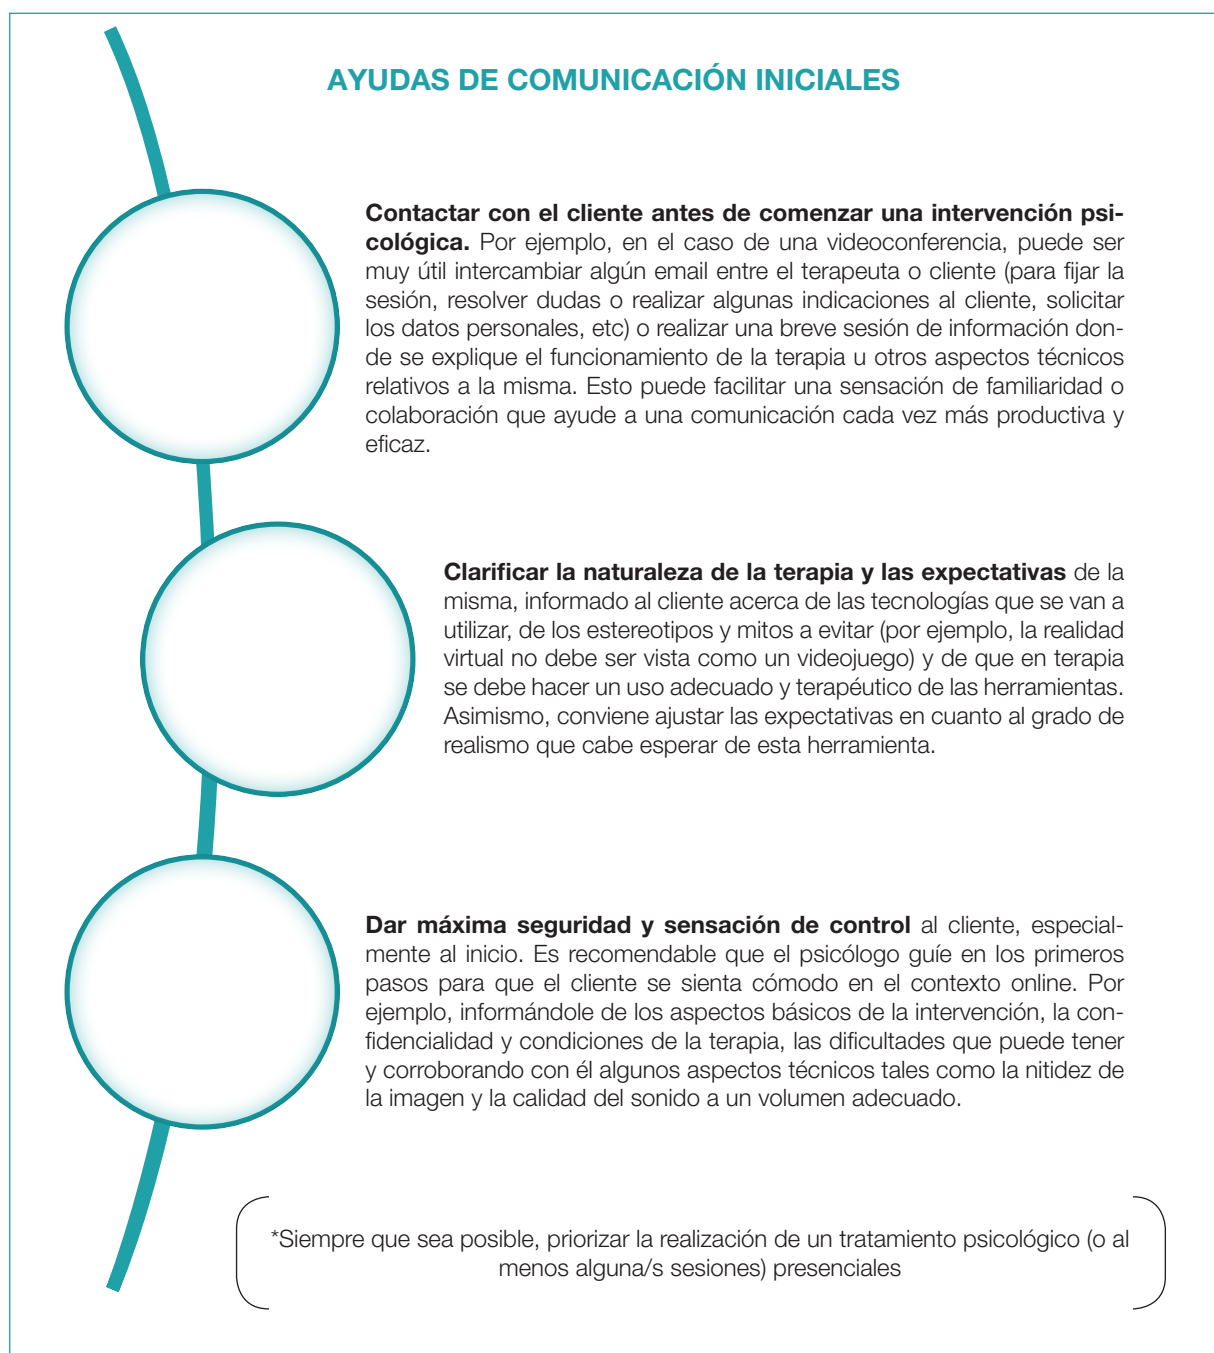 AYUDAS DE COMUNICACIÓN INICIALES
Contactar con el cliente antes de comenzar una intervención psi-
cológica. Por ejemplo, en el caso de una videoconferencia, puede ser
muy útil intercambiar algún email entre el terapeuta o cliente (para fijar la
sesión, resolver dudas o realizar algunas indicaciones al cliente, solicitar
los datos personales, etc) o realizar una breve sesión de información don-
de se explique el funcionamiento de la terapia u otros aspectos técnicos
relativos a la misma. Esto puede facilitar una sensación de familiaridad o
colaboración que ayude a una comunicación cada vez más productiva y
eficaz.
Clarificar la naturaleza de la terapia y las expectativas de la
misma, informado al cliente acerca de las tecnologías que se van a
utilizar, de los estereotipos y mitos a evitar (por ejemplo, la realidad
virtual no debe ser vista como un videojuego) y de que en terapia
se debe hacer un uso adecuado y terapéutico de las herramientas.
Asimismo, conviene ajustar las expectativas en cuanto al grado de
realismo que cabe esperar de esta herramienta.
Dar máxima seguridad y sensación de control al cliente, especial-
mente al inicio. Es recomendable que el psicólogo guíe en los primeros
pasos para que el cliente se sienta cómodo en el contexto online. Por
ejemplo, informándole de los aspectos básicos de la intervención, la con-
fidencialidad y condiciones de la terapia, las dificultades que puede tener
y corroborando con él algunos aspectos técnicos tales como la nitidez de
la imagen y la calidad del sonido a un volumen adecuado.
*Siempre que sea posible, priorizar la realización de un tratamiento psicológico (o al
menos alguna/s sesiones) presenciales